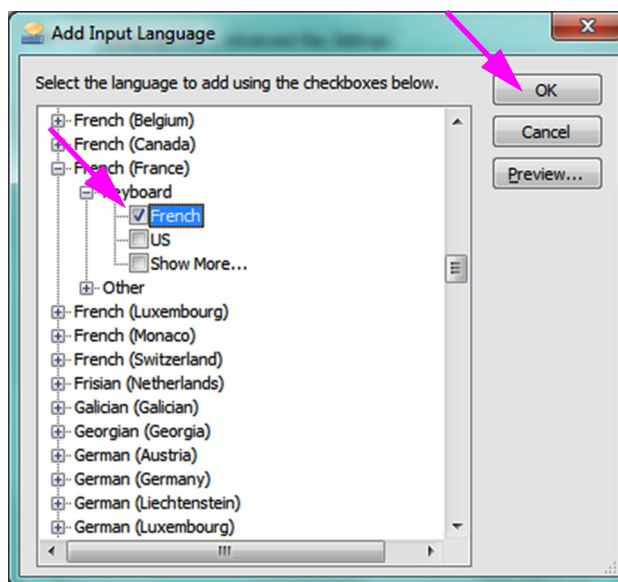 Add Input Language
Select the language to add using the checkboxes below.
French (Belgium)
French (Canada)
French (France)
Keyboard
French
US
Show More...
Other
French (Luxembourg)
French (Monaco)
French (Switzerland)
Frisian (Netherlands)
Galician (Galician)
Georgian (Georgia)
German (Austria)
German (Germany)
German (Liechtenstein)
German (Luxembourg)
OK
Cancel
Preview...